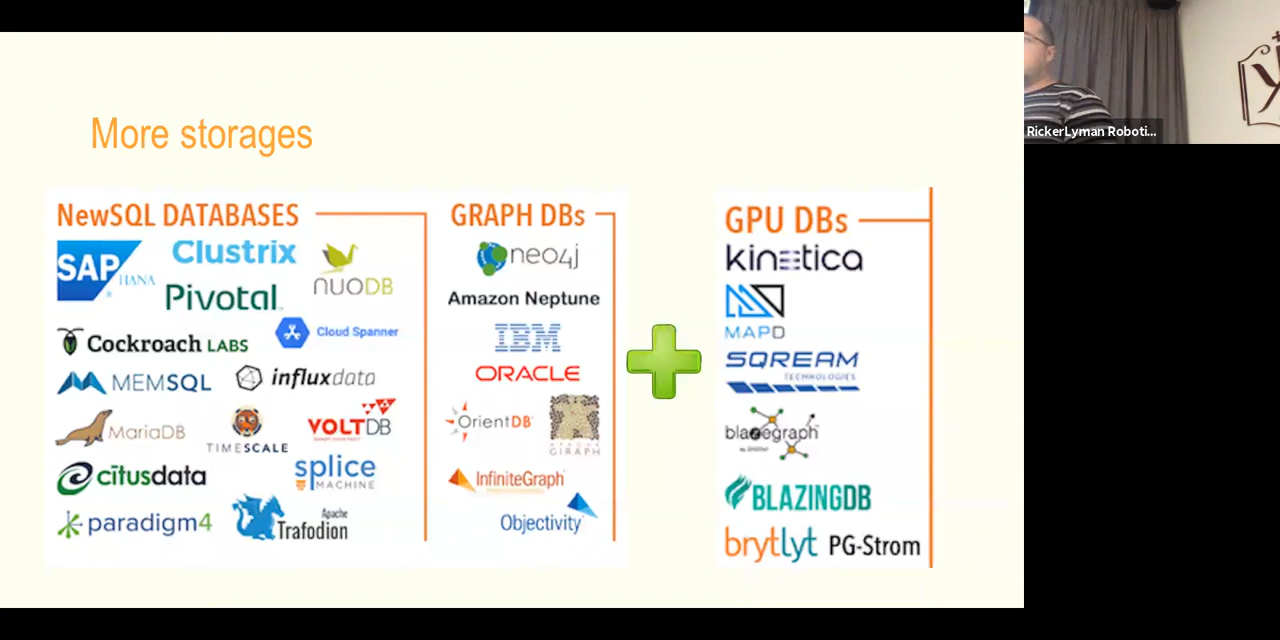 More storages
NewSQL DATABASES
SAP HANA
Clustrix
NUODB
Pivotal
Cockroach LABS
Cloud Spanner
MEMSQL
influxdata
MariaDB
TIMESCALE
VOLTDB
citusdata
splice
MACHINE
paradigm4
Apache
Trafodion
GRAPH DBs
neo4j
Amazon Neptune
IBM
ORACLE
OrientDB
APACHE
GIRAPH
InfiniteGraph
Objectivity
GPU DBs
kinetica
MAPD
SQREAM
TECHNOLOGIES
blazegraph
BLAZINGDB
brytlyt PG-Strom
RickerLyman Roboti...